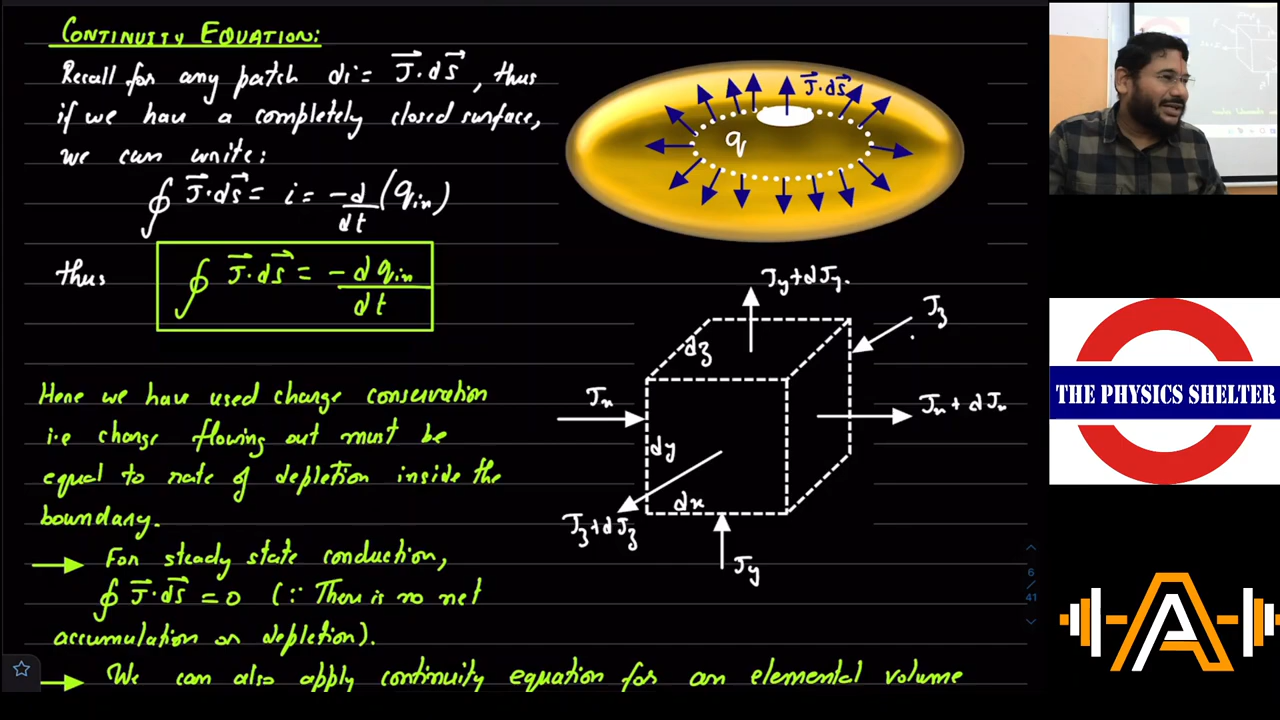 CONTINUITY EQUATION:
Recall for any patch di = J⃗·dS⃗, thus
if we have a completely closed surface,
we can write:
∮ J⃗·dS⃗ = i = -d/dt (q_in)
thus ∮ J⃗·dS⃗ = -dq_in/dt
Here we have used charge conservation
i.e charge flowing out must be
equal to rate of depletion inside the
boundary.
→ For steady state conduction,
∮ J⃗·dS⃗ = 0 (∵ There is no net
accumulation or depletion).
→ We can also apply continuity equation for an elemental volume
J⃗·dS⃗
q
Jy+dJy
Jz
dz
Jx
Jx + dJx
dy
dx
Jz+dJz
Jy
6
/
41
THE PHYSICS SHELTER
A